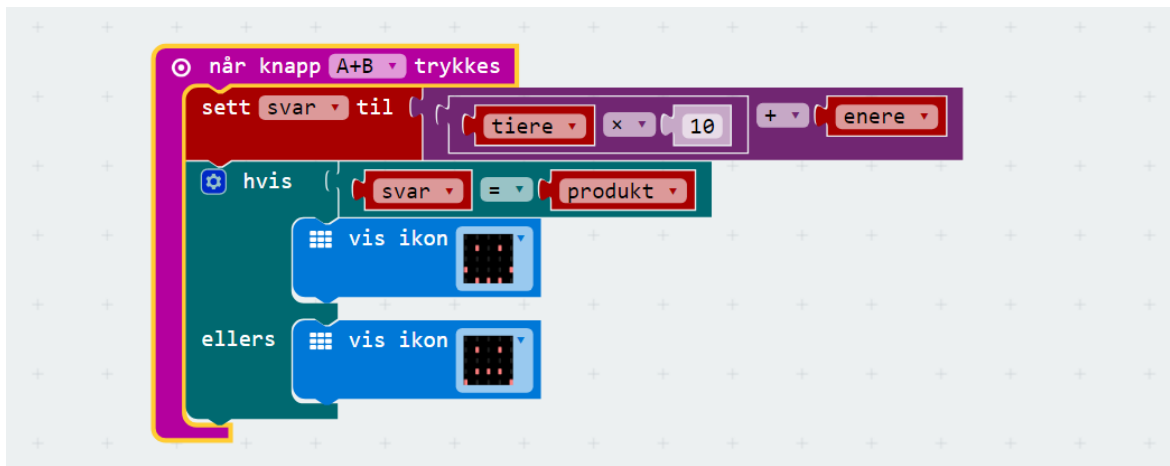 når knapp A+B trykkes
sett svar til tiere × 10 + enere
hvis svar = produkt
vis ikon
ellers vis ikon